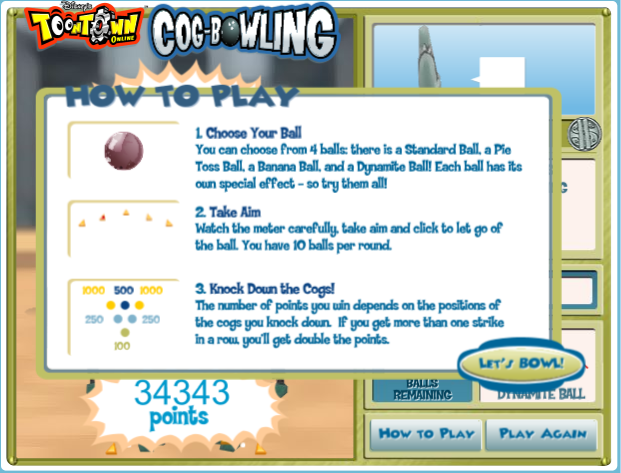 Disney's
TOONTOWN
ONLINE
COG-BOWLING
HOW TO PLAY
1. Choose Your Ball
You can choose from 4 balls: there is a Standard Ball, a Pie
Toss Ball, a Banana Ball, and a Dynamite Ball! Each ball has its
own special effect - so try them all!
2. Take Aim
Watch the meter carefully, take aim and click to let go of
the ball. You have 10 balls per round.
1000 500 1000
250 250
100
3. Knock Down the Cogs!
The number of points you win depends on the positions of
the cogs you knock down. If you get more than one strike
in a row, you'll get double the points.
LET'S BOWL!
34343
points
BALLS
REMAINING
DYNAMITE BALL
HOW TO PLAY
PLAY AGAIN